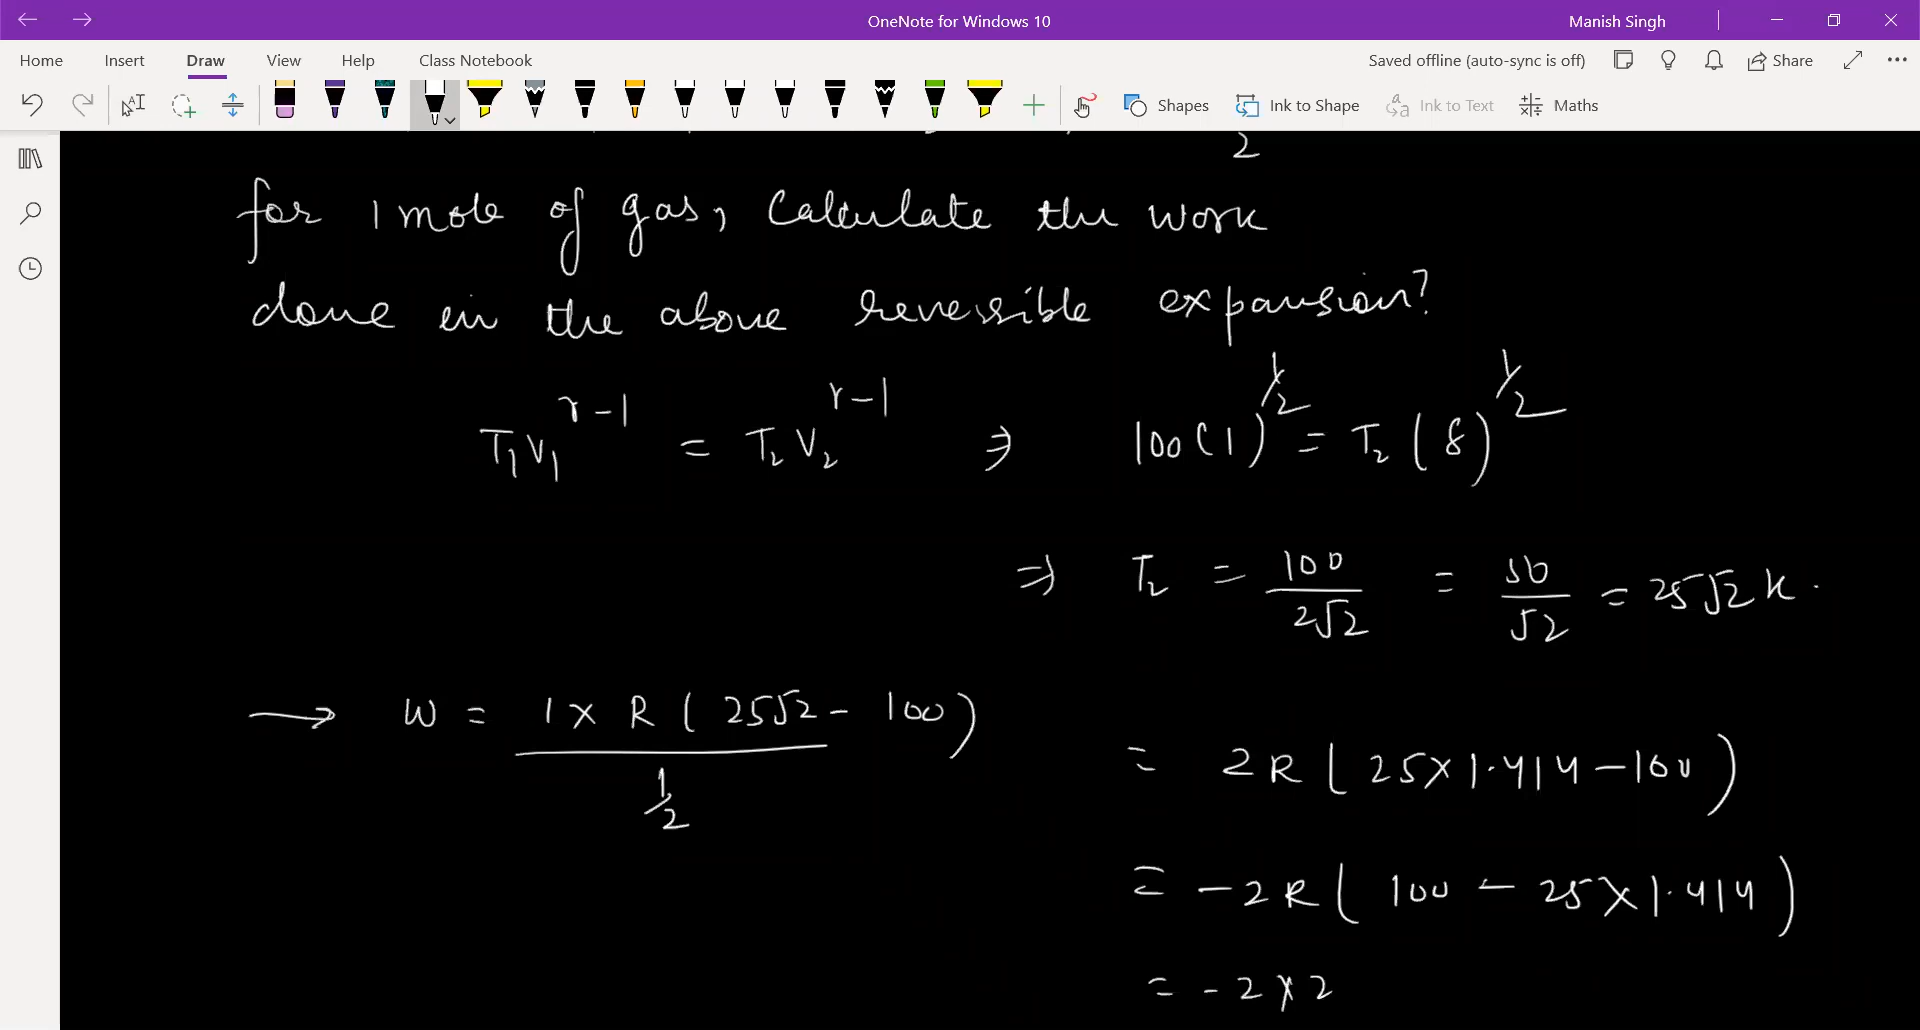 OneNote for Windows 10
Manish Singh
Home Insert Draw View Help Class Notebook
Saved offline (auto-sync is off) Share
Shapes Ink to Shape Ink to Text Maths
2
for 1 mole of gas, Calculate the work
done in the above reversible expansion?
T₁V₁^(γ-1) = T₂V₂^(γ-1) ⇒ 100(1)^(1/2) = T₂(8)^(1/2)
⇒ T₂ = 100/2√2 = 50/√2 = 25√2 K.
→ W = 1 × R (25√2 - 100) / 1/2
= 2R (25×1.414 - 100)
= -2R (100 - 25×1.414)
= -2×2